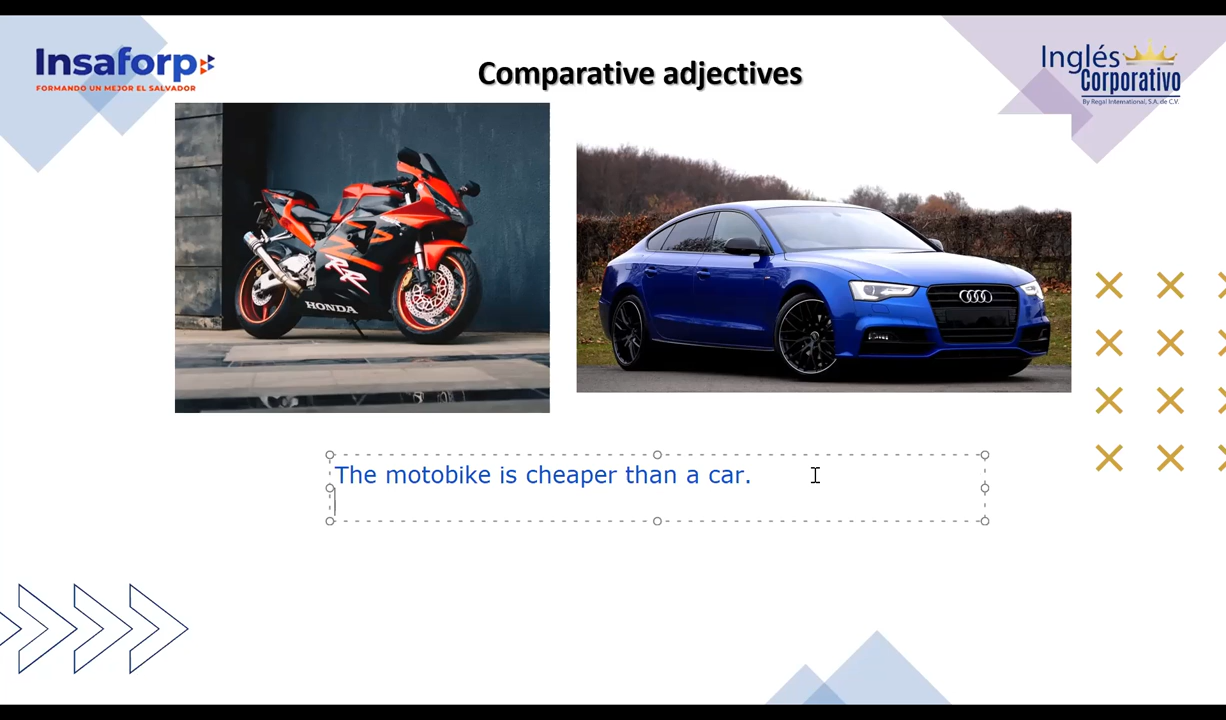 Insaforp
FORMANDO UN MEJOR EL SALVADOR
Comparative adjectives
Inglés
Corporativo
By Regal International, S.A. de C.V.
RR
HONDA
The motobike is cheaper than a car.